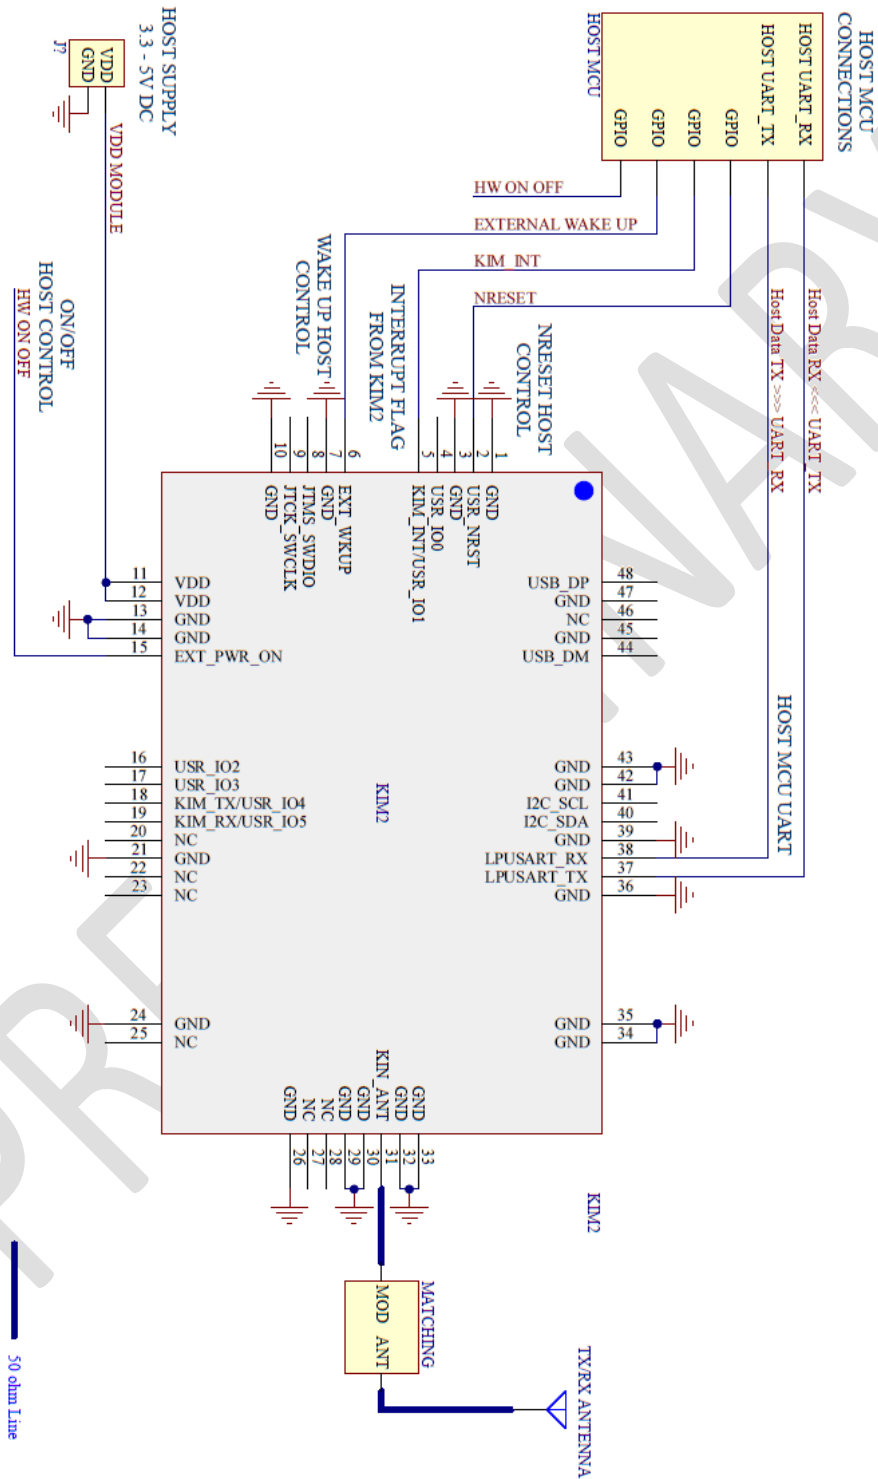 HOST MCU
CONNECTIONS
HOST UART_RX
HOST UART_TX
GPIO
GPIO
GPIO
GPIO
HOST MCU
HOST SUPPLY
3.3 - 5V DC
VDD
GND
J?
VDD MODULE
HW ON OFF
EXTERNAL WAKE UP
KIM_INT
NRESET
Host Data RX <<< UART_TX
Host Data TX >>> UART_RX
NRESET HOST
CONTROL
INTERRUPT FLAG
FROM KIM2
WAKE UP HOST
CONTROL
ON/OFF
HOST CONTROL
HW ON OFF
HOST MCU UART
1 GND
2 USR_NRST
3 GND
4 USR_IO0
5 KIM_INT/USR_IO1
6 EXT_WKUP
7 GND
8 JTMS_SWDIO
9 JTCK_SWCLK
10 GND
11 VDD
12 VDD
13 GND
14 GND
15 EXT_PWR_ON
16 USR_IO2
17 USR_IO3
18 KIM_TX/USR_IO4
19 KIM_RX/USR_IO5
20 NC
21 GND
22 NC
23 NC
24 GND
25 NC
USB_DP 48
GND 47
NC 46
GND 45
USB_DM 44
GND 43
GND 42
I2C_SCL 41
I2C_SDA 40
GND 39
LPUSART_RX 38
LPUSART_TX 37
GND 36
GND 35
GND 34
KIM2
GND 33
GND 32
KIN_ANT 31
GND 30
GND 29
NC 28
NC 27
GND 26
KIM2
MATCHING
MOD ANT
TX/RX ANTENNA
50 ohm Line